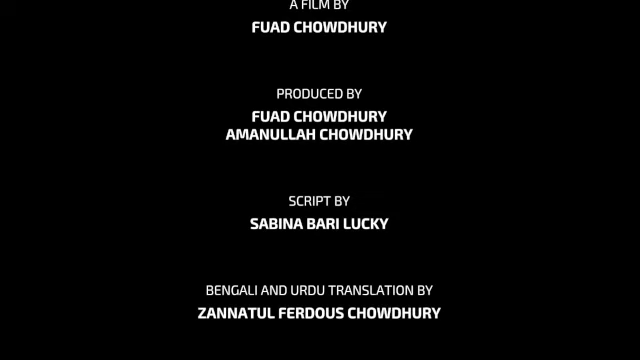 A FILM BY
FUAD CHOWDHURY
PRODUCED BY
FUAD CHOWDHURY
AMANULLAH CHOWDHURY
SCRIPT BY
SABINA BARI LUCKY
BENGALI AND URDU TRANSLATION BY
ZANNATUL FERDOUS CHOWDHURY